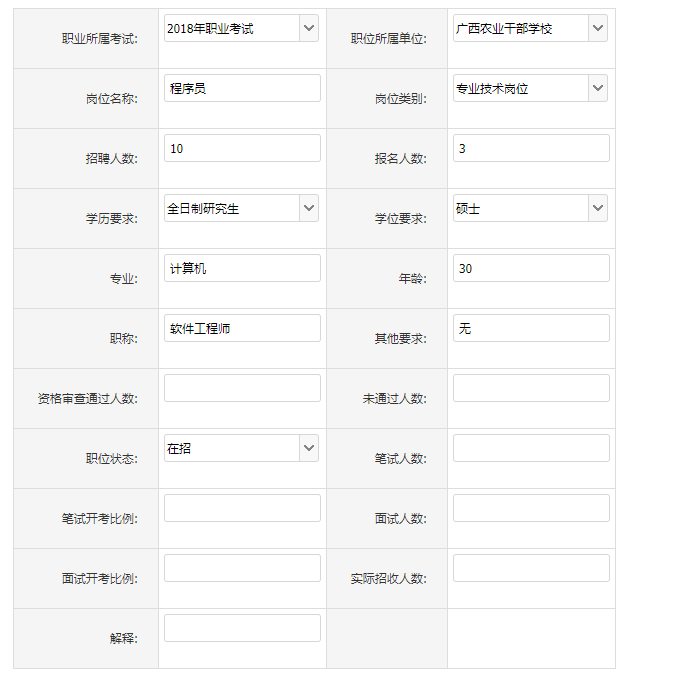 职业所属考试: 2018年职业考试 职位所属单位: 广西农业干部学校
岗位名称: 程序员 岗位类别: 专业技术岗位
招聘人数: 10 报名人数: 3
学历要求: 全日制研究生 学位要求: 硕士
专业: 计算机 年龄: 30
职称: 软件工程师 其他要求: 无
资格审查通过人数: 未通过人数:
职位状态: 在招 笔试人数:
笔试开考比例: 面试人数:
面试开考比例: 实际招收人数:
解释: